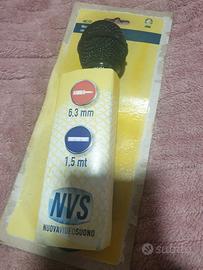 6,3 mm
1,5 mt
NVS
NUOVAVIDEOSUONO
subito